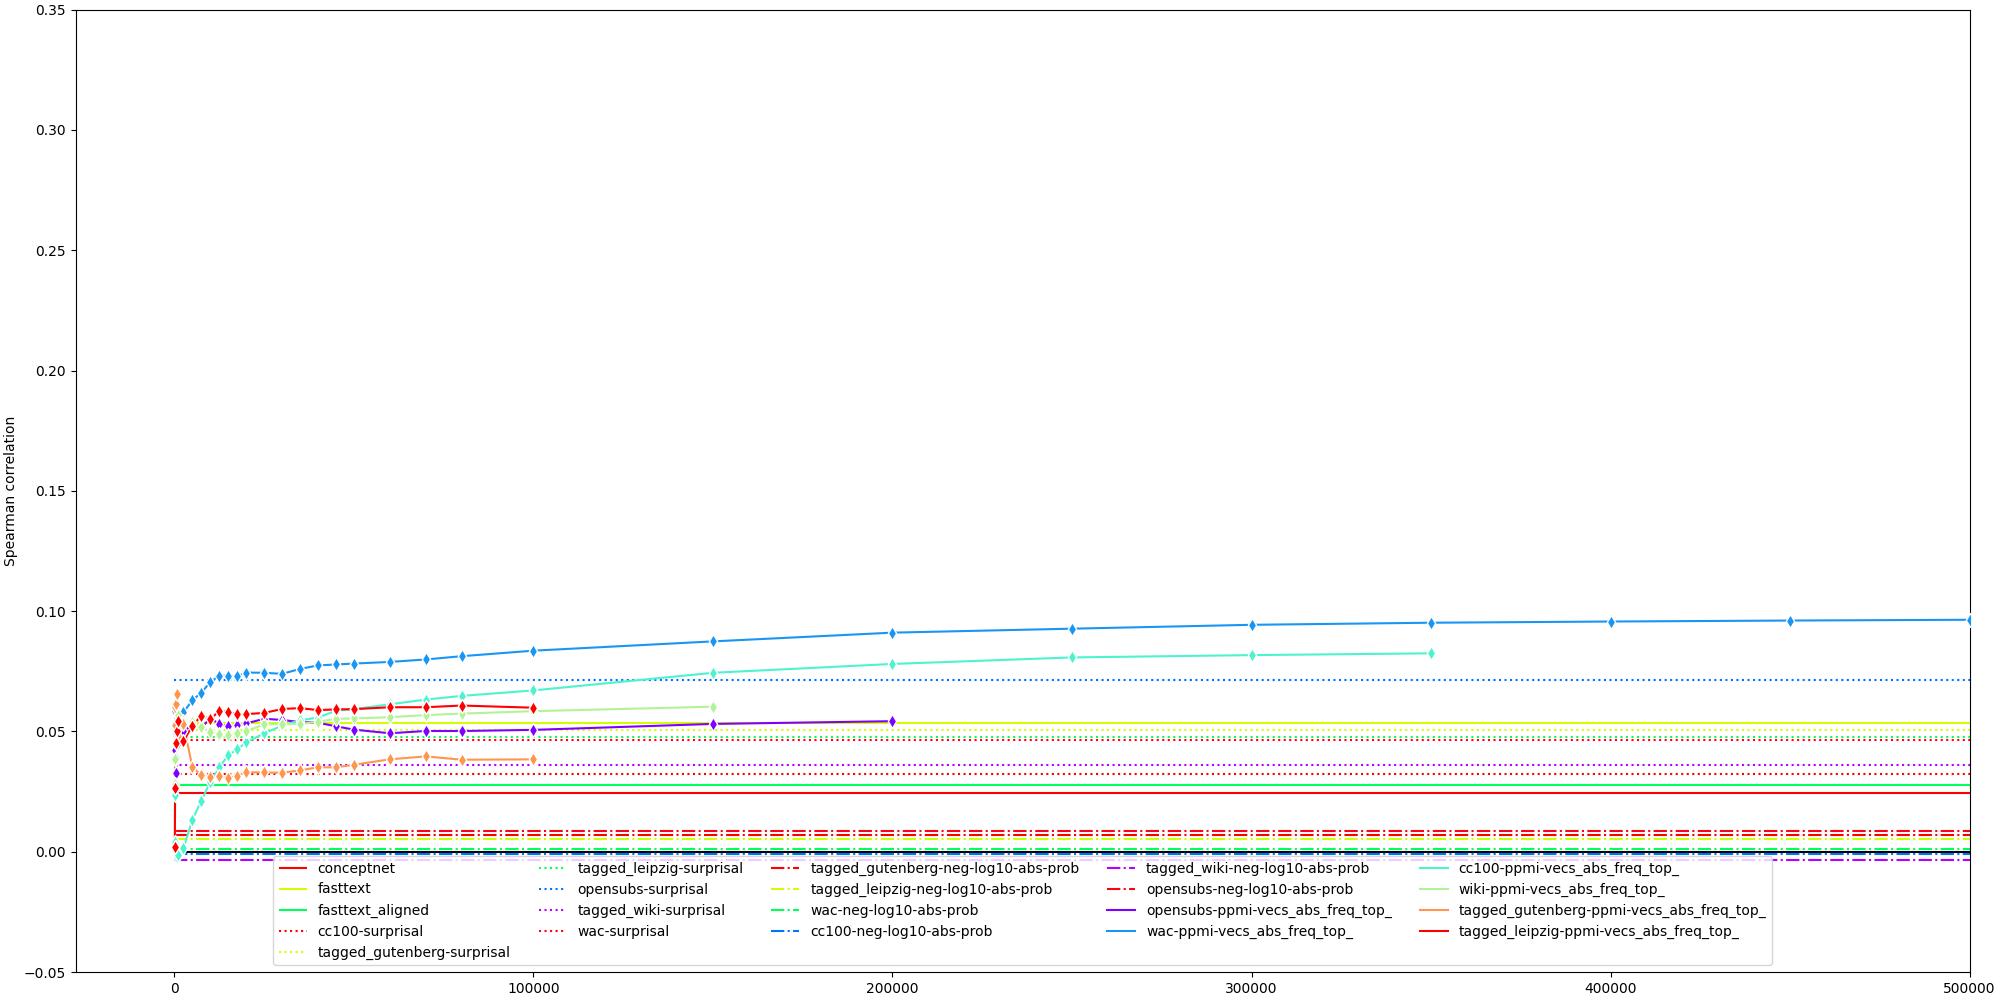 0.35
0.30
0.25
0.20
0.15
0.10
0.05
0.00
−0.05
Spearman correlation
conceptnet
fasttext
fasttext_aligned
cc100-surprisal
tagged_gutenberg-surprisal
tagged_leipzig-surprisal
opensubs-surprisal
tagged_wiki-surprisal
wac-surprisal
tagged_gutenberg-neg-log10-abs-prob
tagged_leipzig-neg-log10-abs-prob
wac-neg-log10-abs-prob
cc100-neg-log10-abs-prob
tagged_wiki-neg-log10-abs-prob
opensubs-neg-log10-abs-prob
opensubs-ppmi-vecs_abs_freq_top_
wac-ppmi-vecs_abs_freq_top_
cc100-ppmi-vecs_abs_freq_top_
wiki-ppmi-vecs_abs_freq_top_
tagged_gutenberg-ppmi-vecs_abs_freq_top_
tagged_leipzig-ppmi-vecs_abs_freq_top_
0 100000 200000 300000 400000 500000